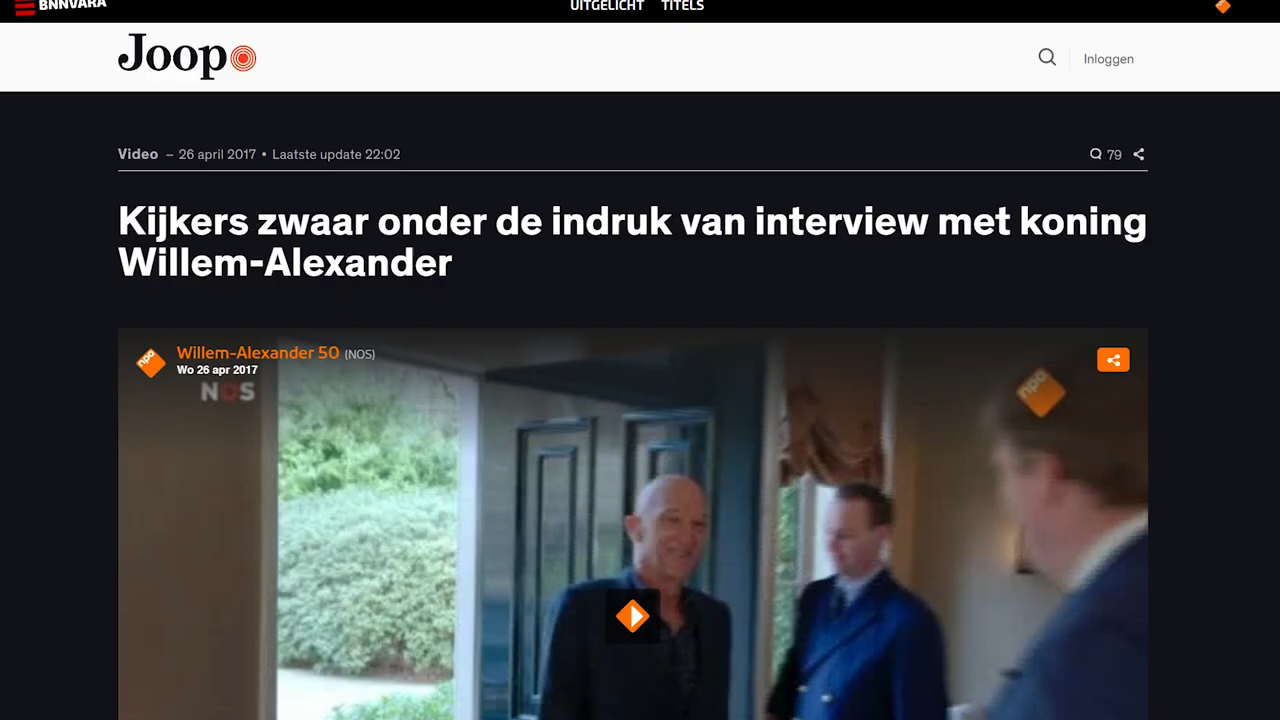 BNNVARA
UITGELICHT TITELS
Joop
Inloggen
Video – 26 april 2017 • Laatste update 22:02
79
Kijkers zwaar onder de indruk van interview met koning
Willem-Alexander
Willem-Alexander 50 (NOS)
Wo 26 apr 2017
npo
NOS
npo